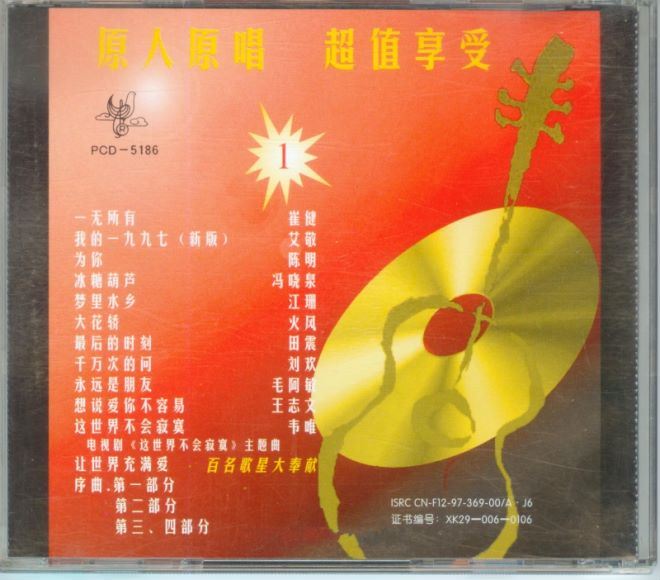 原人原唱 超值享受
PCD-5186
1
一无所有 崔健
我的一九九七（新版） 艾敬
为你 陈明
冰糖葫芦 冯晓泉
梦里水乡 江珊
大花轿 火风
最后的时刻 田震
千万次的问 刘欢
永远是朋友 毛阿敏
想说爱你不容易 王志文
这世界不会寂寞 韦唯
电视剧《这世界不会寂寞》主题曲
让世界充满爱 百名歌星大奉献
序曲.第一部分
第二部分
第三、四部分
ISRC CN-F12-97-369-00/A·J6
证书编号：XK29-006-0106